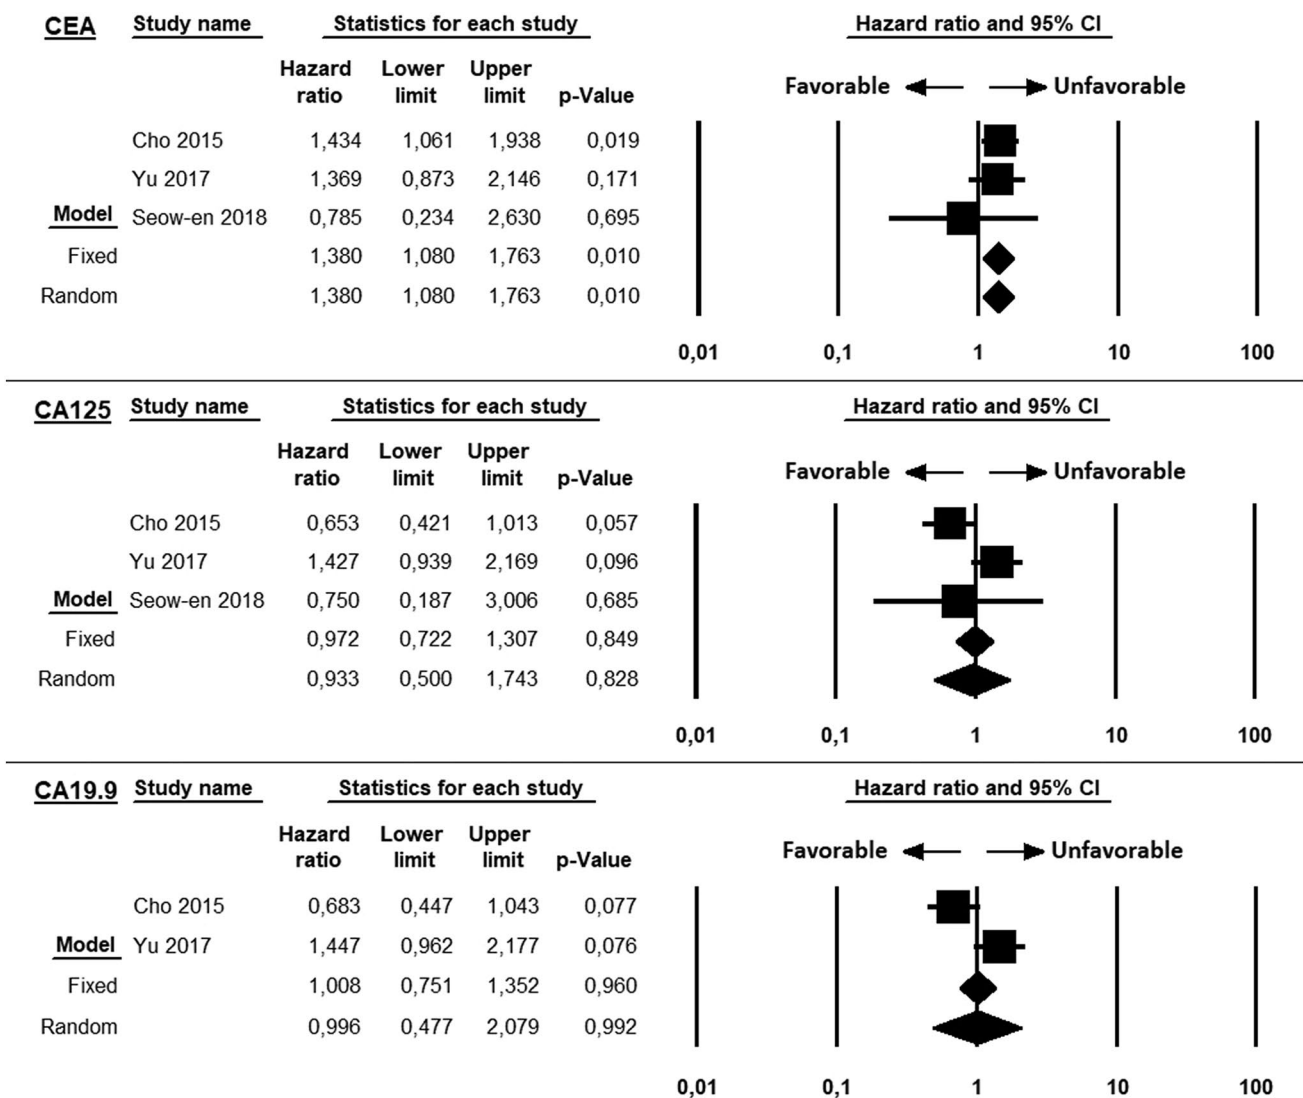 CEA Study name Statistics for each study Hazard ratio and 95% CI
Hazard Lower Upper
ratio limit limit p-Value
Favorable Unfavorable
Cho 2015 1,434 1,061 1,938 0,019
Yu 2017 1,369 0,873 2,146 0,171
Model Seow-en 2018 0,785 0,234 2,630 0,695
Fixed 1,380 1,080 1,763 0,010
Random 1,380 1,080 1,763 0,010
0,01 0,1 1 10 100
CA125 Study name Statistics for each study Hazard ratio and 95% CI
Hazard Lower Upper
ratio limit limit p-Value
Favorable Unfavorable
Cho 2015 0,653 0,421 1,013 0,057
Yu 2017 1,427 0,939 2,169 0,096
Model Seow-en 2018 0,750 0,187 3,006 0,685
Fixed 0,972 0,722 1,307 0,849
Random 0,933 0,500 1,743 0,828
0,01 0,1 1 10 100
CA19.9 Study name Statistics for each study Hazard ratio and 95% CI
Hazard Lower Upper
ratio limit limit p-Value
Favorable Unfavorable
Cho 2015 0,683 0,447 1,043 0,077
Model Yu 2017 1,447 0,962 2,177 0,076
Fixed 1,008 0,751 1,352 0,960
Random 0,996 0,477 2,079 0,992
0,01 0,1 1 10 100